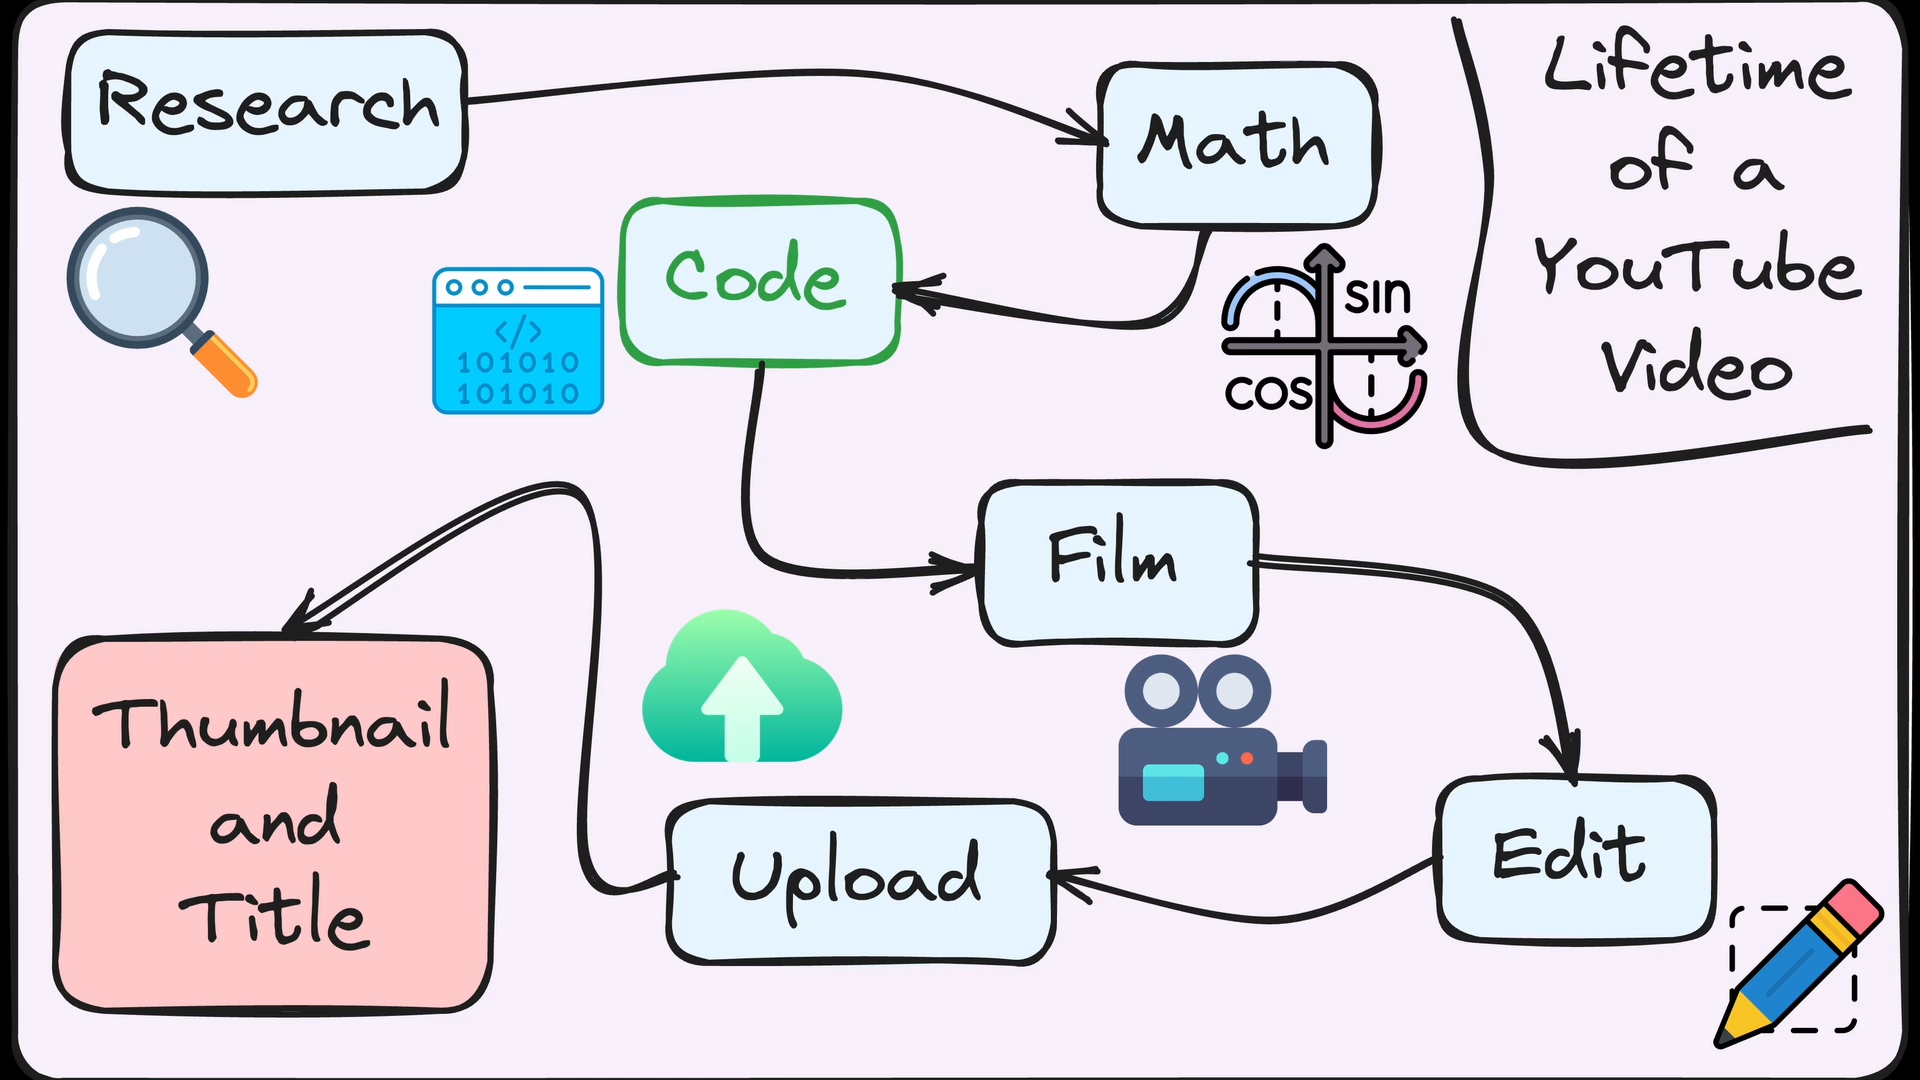 Research
Math
Lifetime
of a
YouTube
Video
Code
</>
101010
101010
sin
cos
Film
Thumbnail
and
Title
Upload
Edit